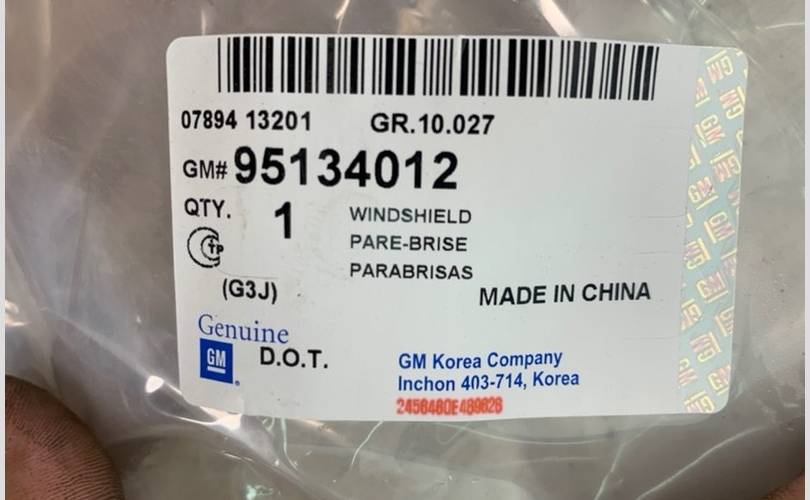 07894 13201 GR.10.027
GM# 95134012
QTY. 1 WINDSHIELD
PARE-BRISE
PARABRISAS
(G3J) MADE IN CHINA
Genuine
GM D.O.T.
GM Korea Company
Inchon 403-714, Korea